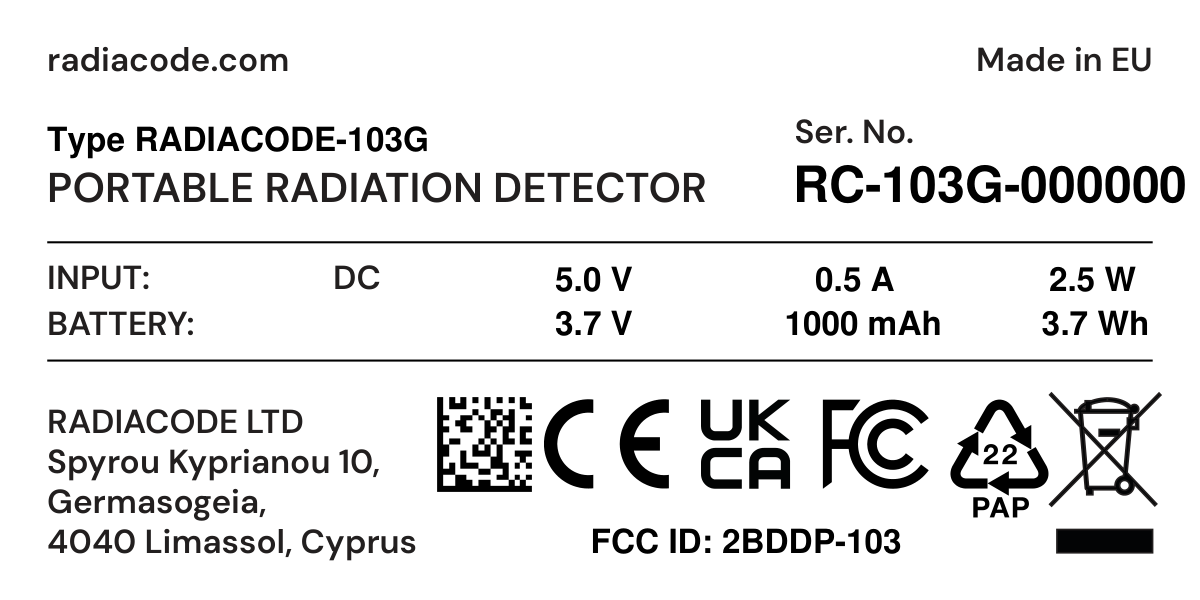 radiacode.com
Made in EU
Type RADIACODE-103G
PORTABLE RADIATION DETECTOR
Ser. No.
RC-103G-000000
INPUT: DC 5.0 V 0.5 A 2.5 W
BATTERY: 3.7 V 1000 mAh 3.7 Wh
RADIACODE LTD
Spyrou Kyprianou 10,
Germasogeia,
4040 Limassol, Cyprus
CE
UK
CA
FC
22
PAP
FCC ID: 2BDDP-103